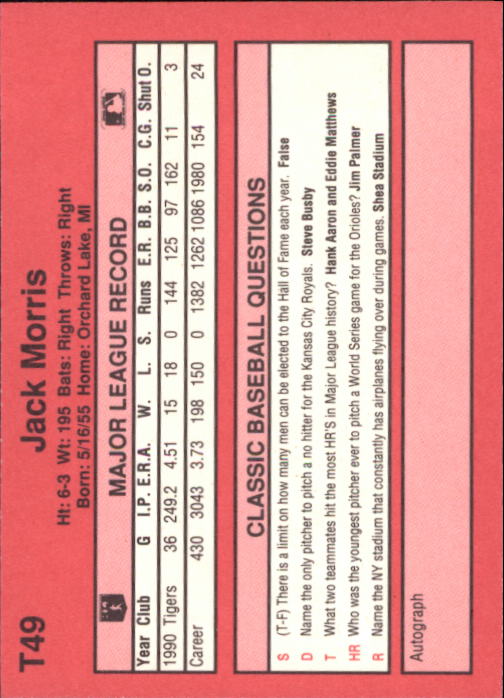 T49
Jack Morris
Ht: 6-3 Wt: 195 Bats: Right Throws: Right
Born: 5/16/55 Home: Orchard Lake, MI
MAJOR LEAGUE RECORD
Year Club G I.P. E.R.A. W. L. S. Runs E.R. B.B. S.O. C.G. Shut O.
1990 Tigers 36 249.2 4.51 15 18 0 144 125 97 162 11 3
Career 430 3043 3.73 198 150 0 1382 1262 1086 1980 154 24
CLASSIC BASEBALL QUESTIONS
S (T-F) There is a limit on how many men can be elected to the Hall of Fame each year. False
D Name the only pitcher to pitch a no hitter for the Kansas City Royals. Steve Busby
T What two teammates hit the most HR'S in Major League history? Hank Aaron and Eddie Matthews
HR Who was the youngest pitcher ever to pitch a World Series game for the Orioles? Jim Palmer
R Name the NY stadium that constantly has airplanes flying over during games. Shea Stadium
Autograph